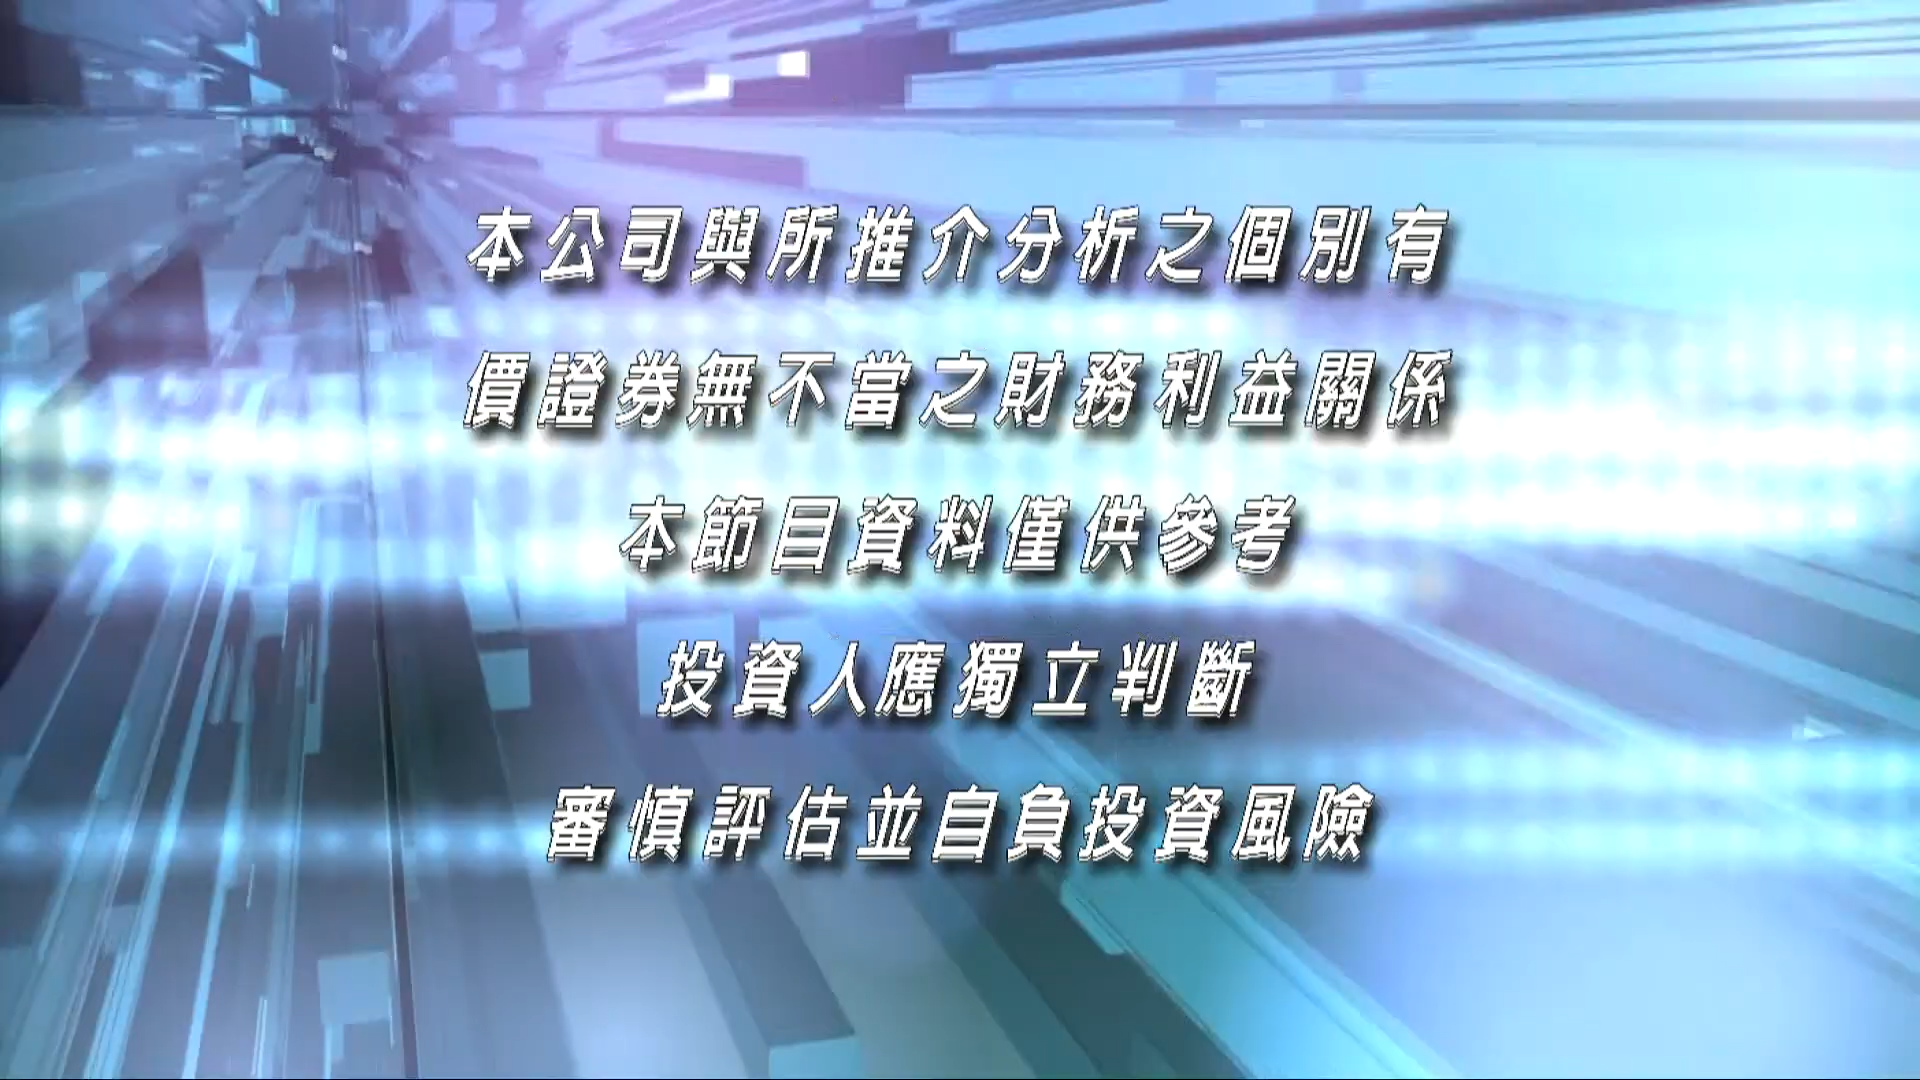 本公司與所推介分析之個別有
價證券無不當之財務利益關係
本節目資料僅供參考
投資人應獨立判斷
審慎評估並自負投資風險